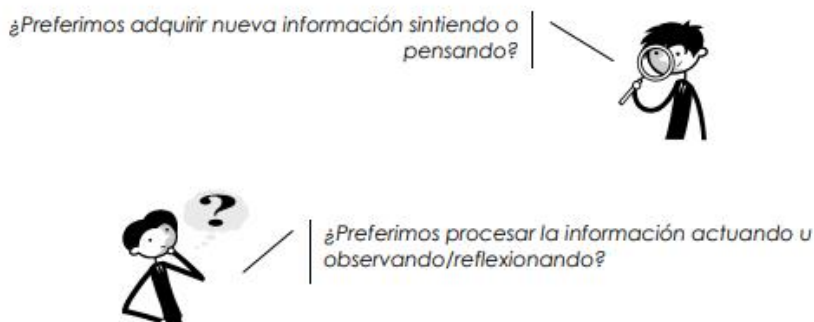 ¿Preferimos adquirir nueva información sintiendo o
pensando?
?
¿Preferimos procesar la información actuando u
observando/reflexionando?